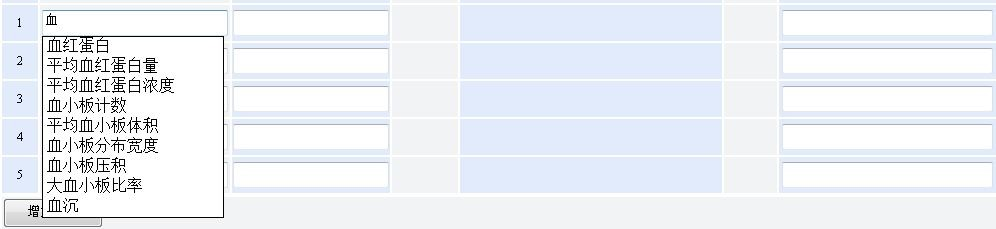 1 血
血红蛋白
2 平均血红蛋白量
平均血红蛋白浓度
3 血小板计数
4 平均血小板体积
血小板分布宽度
5 血小板压积
大血小板比率
血沉
增